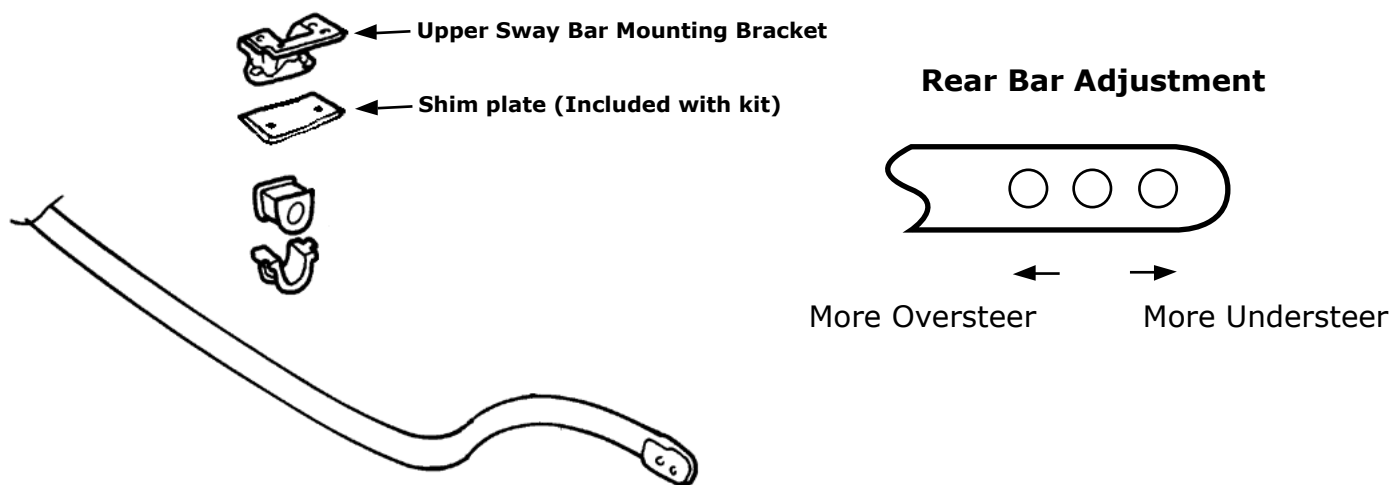 Upper Sway Bar Mounting Bracket
Shim plate (Included with kit)
Rear Bar Adjustment
More Oversteer
More Understeer